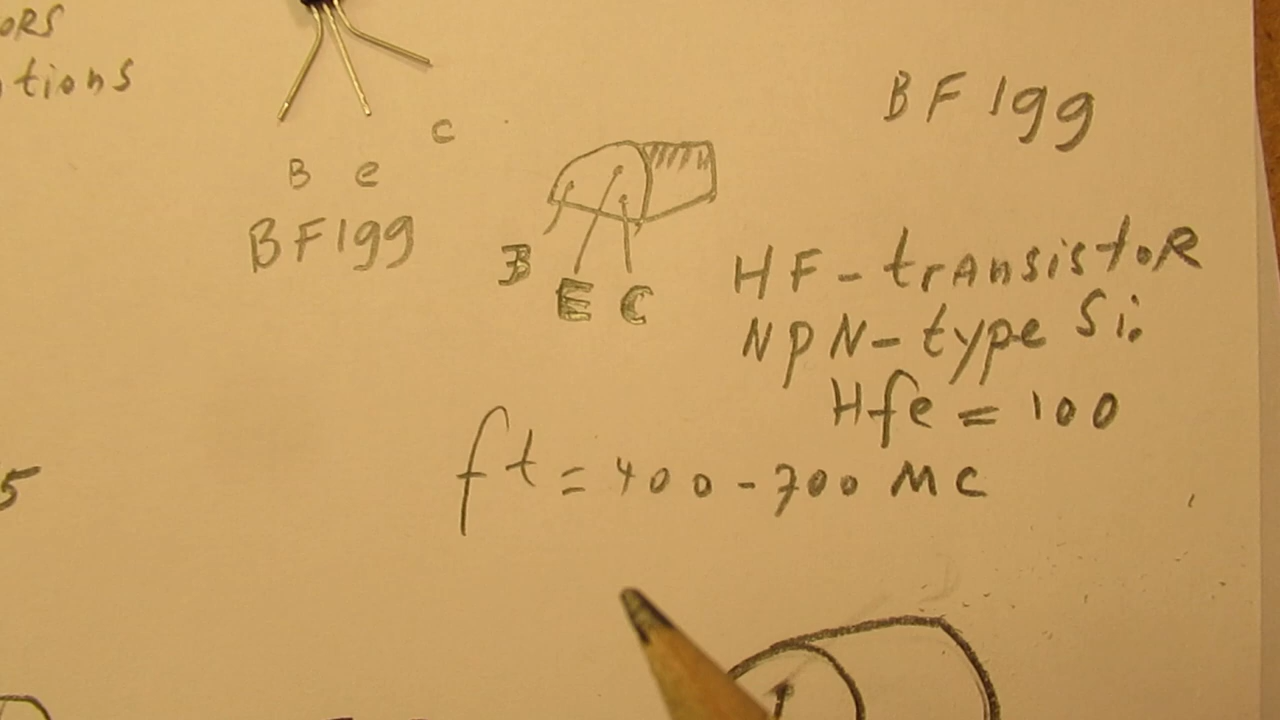 ORS
tions
C
B e
BF199
B
E C
BF199
HF-transistoR
NPN-type Si.
Hfe = 100
ft = 400-700 MC
5